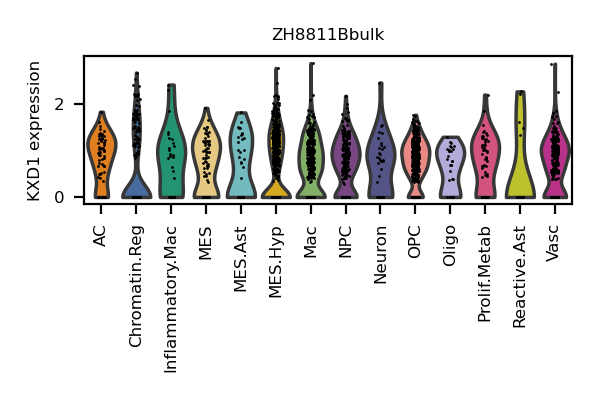 ZH8811Bbulk
KXD1 expression
2
0
AC
Chromatin.Reg
Inflammatory.Mac
MES
MES.Ast
MES.Hyp
Mac
NPC
Neuron
OPC
Oligo
Prolif.Metab
Reactive.Ast
Vasc